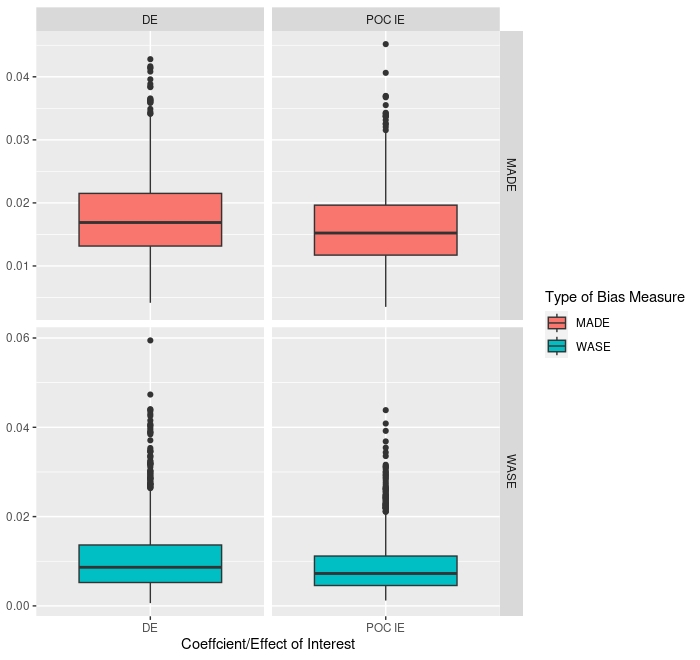 DE
POC IE
0.04
0.03
0.02
0.01
MADE
0.06
0.04
0.02
0.00
WASE
DE
POC IE
Coeffcient/Effect of Interest
Type of Bias Measure
MADE
WASE